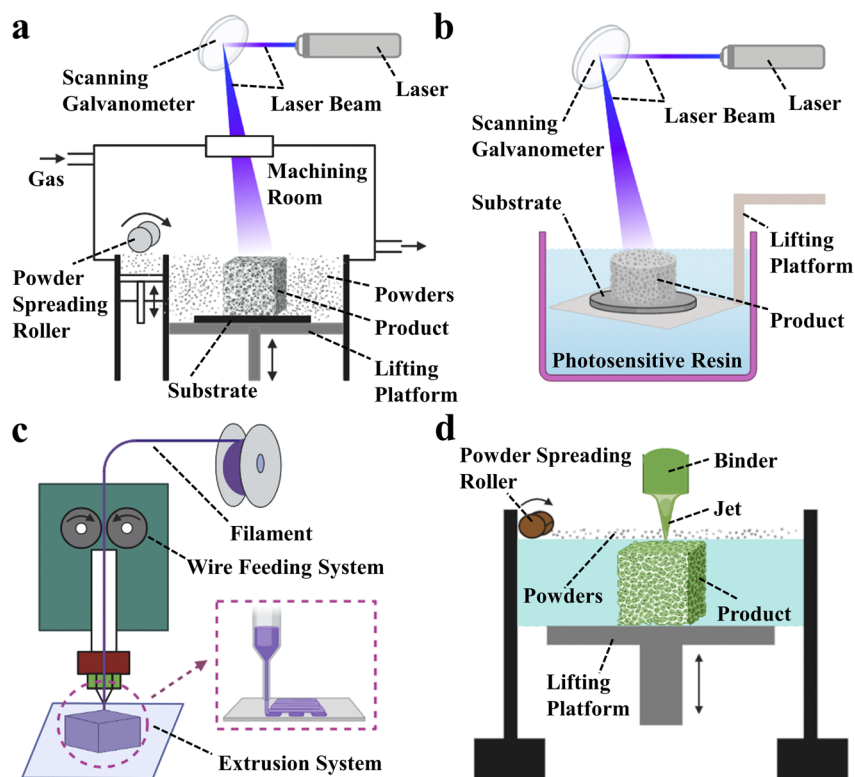 a
Scanning
Galvanometer
Laser Beam
Laser
Gas
Machining
Room
Powder
Spreading
Roller
Powders
Product
Substrate
Lifting
Platform
b
Scanning
Galvanometer
Laser Beam
Laser
Substrate
Lifting
Platform
Product
Photosensitive Resin
c
Filament
Wire Feeding System
Extrusion System
d
Powder Spreading
Roller
Binder
Jet
Powders
Product
Lifting
Platform